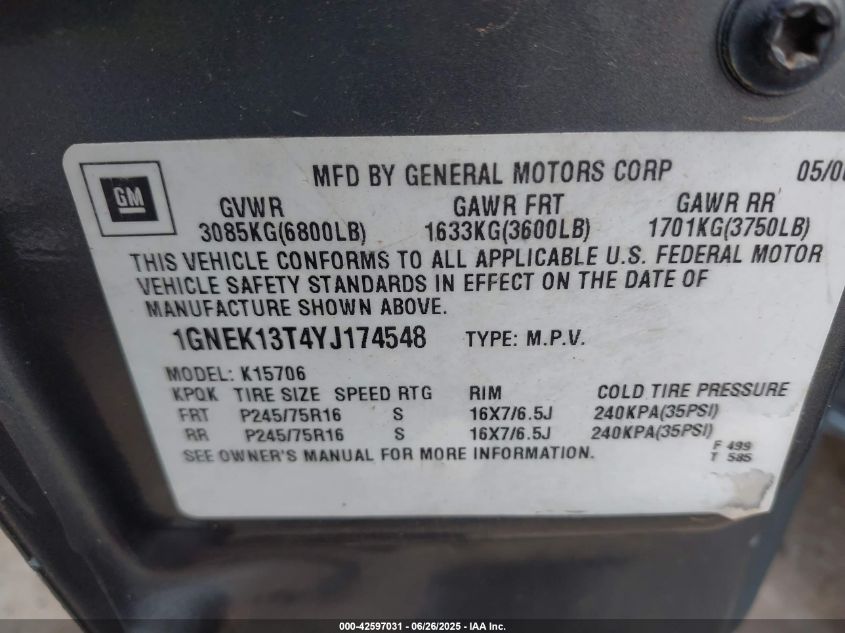 GM
MFD BY GENERAL MOTORS CORP 05/0
GVWR GAWR FRT GAWR RR
3085KG(6800LB) 1633KG(3600LB) 1701KG(3750LB)
THIS VEHICLE CONFORMS TO ALL APPLICABLE U.S. FEDERAL MOTOR
VEHICLE SAFETY STANDARDS IN EFFECT ON THE DATE OF
MANUFACTURE SHOWN ABOVE.
1GNEK13T4YJ174548 TYPE: M.P.V.
MODEL: K15706
KPQK TIRE SIZE SPEED RTG RIM COLD TIRE PRESSURE
FRT P245/75R16 S 16X7/6.5J 240KPA(35PSI)
RR P245/75R16 S 16X7/6.5J 240KPA(35PSI)
SEE OWNER'S MANUAL FOR MORE INFORMATION.
F 499
T 585
000-42597031 / 06/26/2025 - IAA Inc.